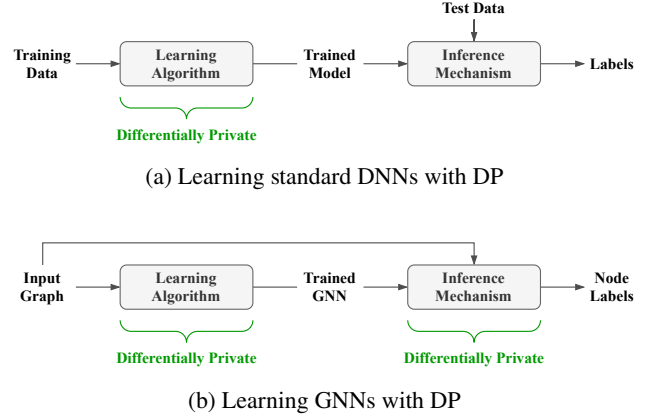 Test Data
Training Data
Learning Algorithm
Trained Model
Inference Mechanism
Labels
Differentially Private
(a) Learning standard DNNs with DP
Input Graph
Learning Algorithm
Trained GNN
Inference Mechanism
Node Labels
Differentially Private
Differentially Private
(b) Learning GNNs with DP